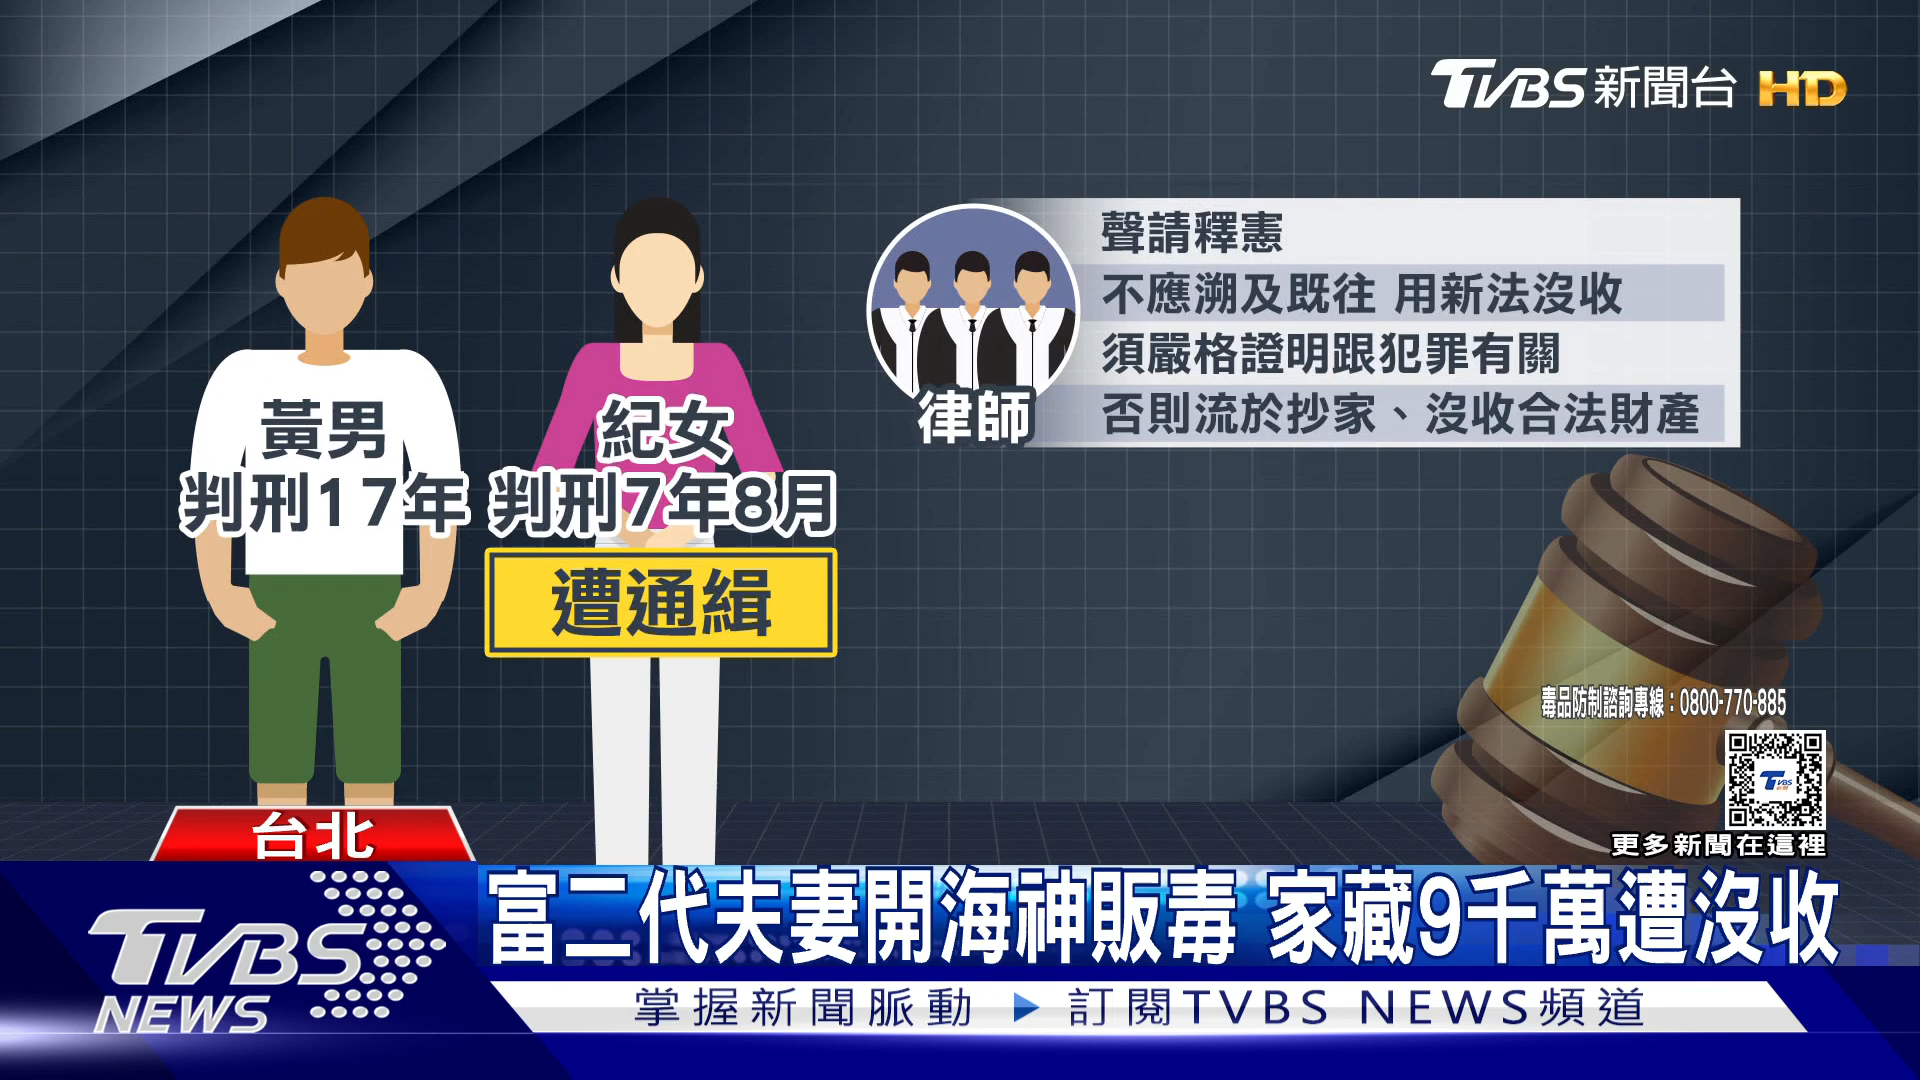 TVBS新聞台 HD
聲請釋憲
不應溯及既往 用新法沒收
須嚴格證明跟犯罪有關
否則流於抄家、沒收合法財產
律師
黃男
判刑17年
紀女
判刑7年8月
遭通緝
毒品防制諮詢專線：0800-770-885
TVBS
新聞
更多新聞在這裡
台北
富二代夫妻開海神販毒 家藏9千萬遭沒收
TVBS
NEWS
掌握新聞脈動 ▶ 訂閱TVBS NEWS頻道